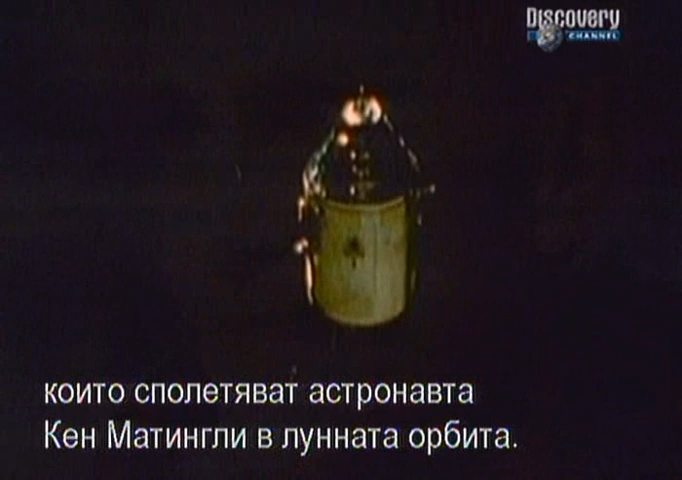 Discovery
CHANNEL
които сполетяват астронавта
Кен Матингли в лунната орбита.